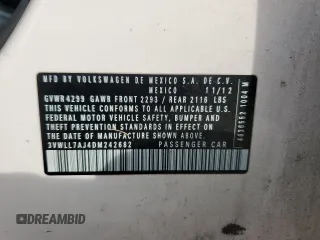 MFD. BY VOLKSWAGEN DE MEXICO S.A. DE C.V.
MEXICO 11/12
GVWR4299 GAWR FRONT 2293 / REAR 2116 LBS
THIS VEHICLE CONFORMS TO ALL APPLICABLE U.S.
FEDERAL MOTOR VEHICLE SAFETY, BUMPER AND
THEFT PREVENTION STANDARDS IN EFFECT ON THE
DATE OF MANUFACTURE SHOWN ABOVE
3VWLL7AJ4DM242682 PASSENGER CAR
1004M
DREAMBID